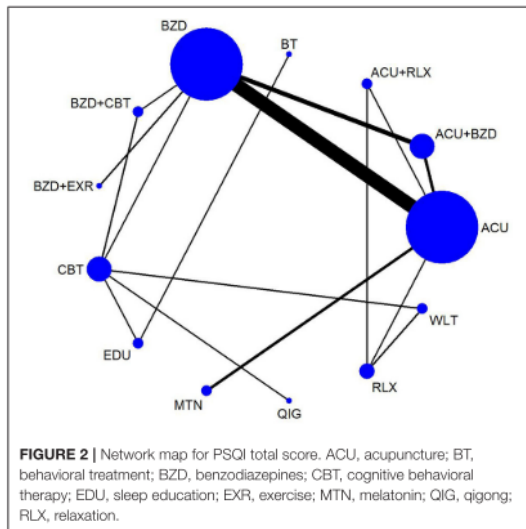 BZD
BT
ACU+RLX
BZD+CBT
ACU+BZD
BZD+EXR
ACU
CBT
WLT
EDU
RLX
MTN
QIG
FIGURE 2 | Network map for PSQI total score. ACU, acupuncture; BT,
behavioral treatment; BZD, benzodiazepines; CBT, cognitive behavioral
therapy; EDU, sleep education; EXR, exercise; MTN, melatonin; QIG, qigong;
RLX, relaxation.